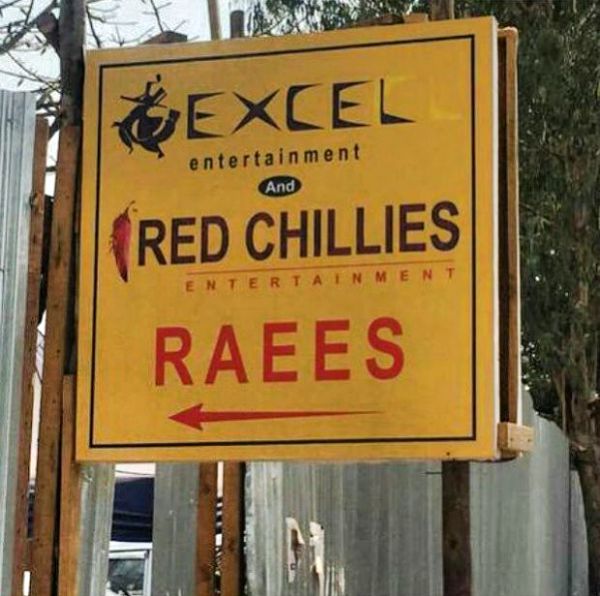 EXCEL
entertainment
And
RED CHILLIES
ENTERTAINMENT
RAEES